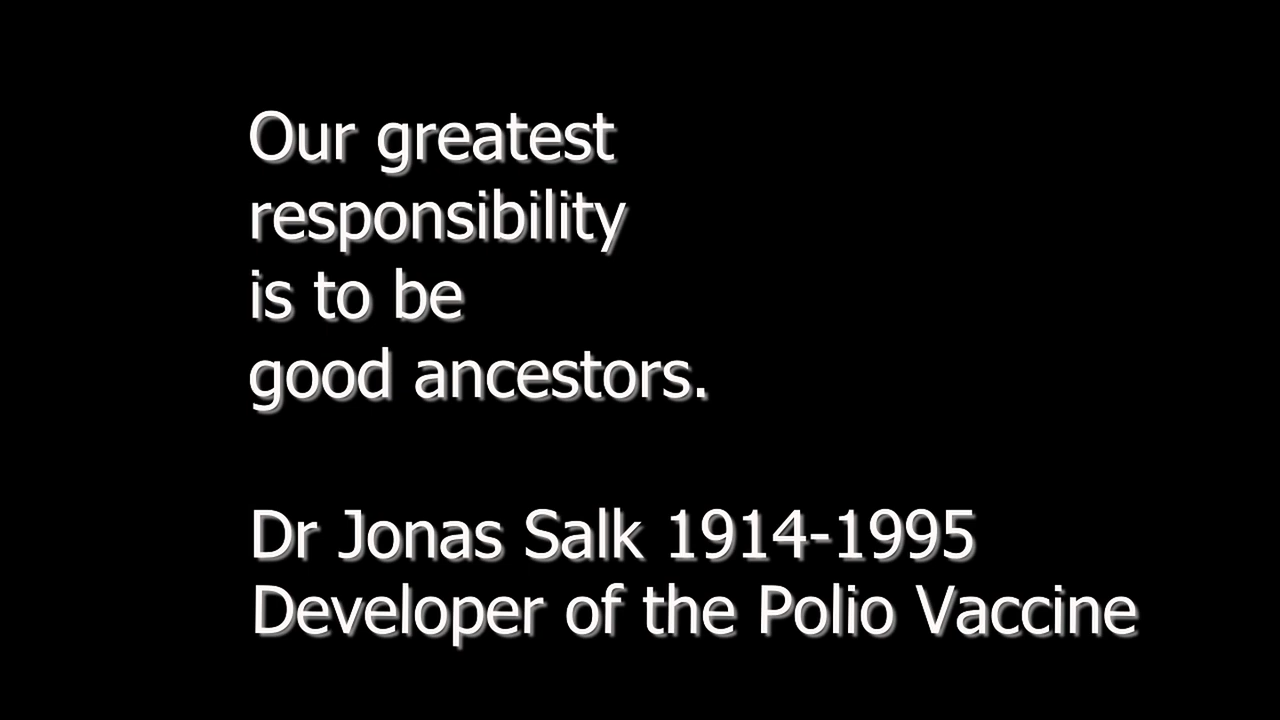 Our greatest
responsibility
is to be
good ancestors.
Dr Jonas Salk 1914-1995
Developer of the Polio Vaccine